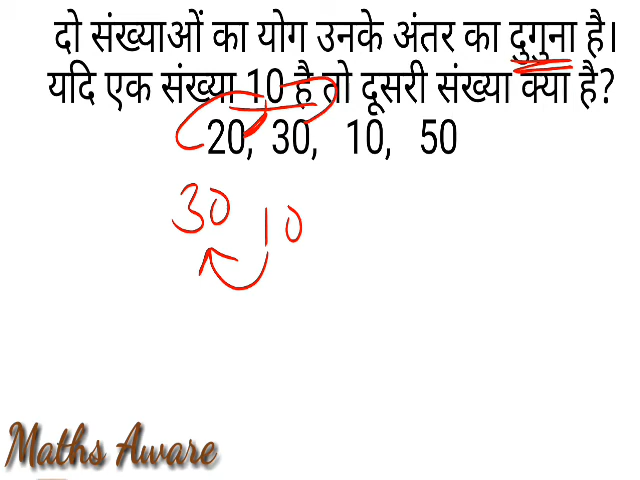 दो संख्याओं का योग उनके अंतर का दुगुना है।
यदि एक संख्या 10 है तो दूसरी संख्या क्या है?
20, 30, 10, 50
30 10
Maths Aware